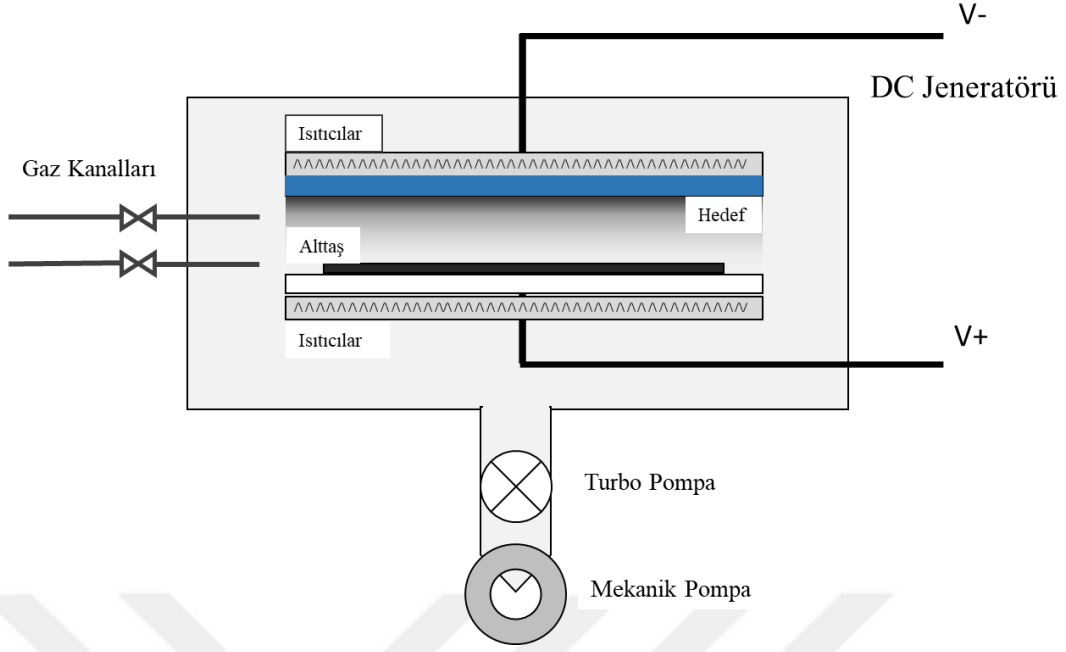 V-
DC Jeneratörü
Isıtıcılar
Gaz Kanalları
Hedef
Alttaş
Isıtıcılar
V+
Turbo Pompa
Mekanik Pompa